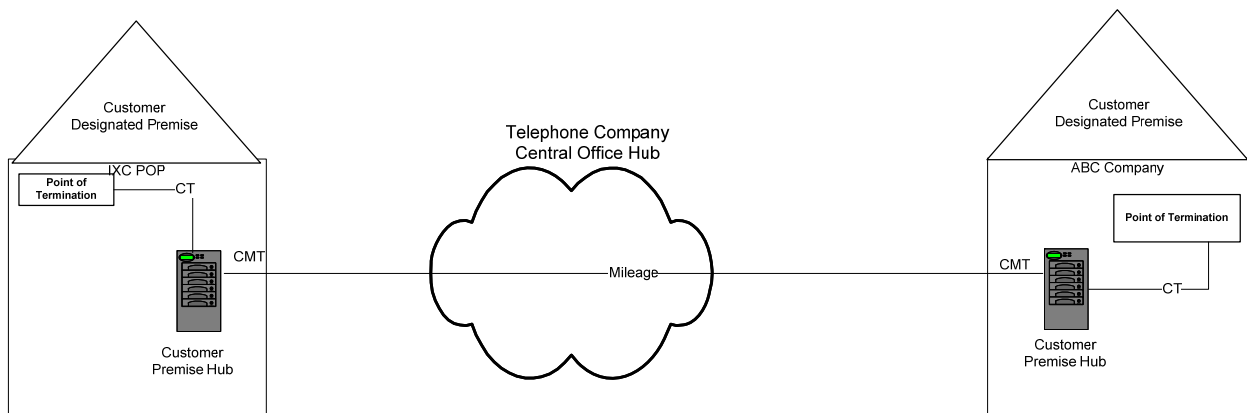 Customer
Designated Premise
IXC POP
Point of
Termination
CT
CMT
Customer
Premise Hub
Telephone Company
Central Office Hub
Mileage
Customer
Designated Premise
ABC Company
Point of Termination
CMT
CT
Customer
Premise Hub